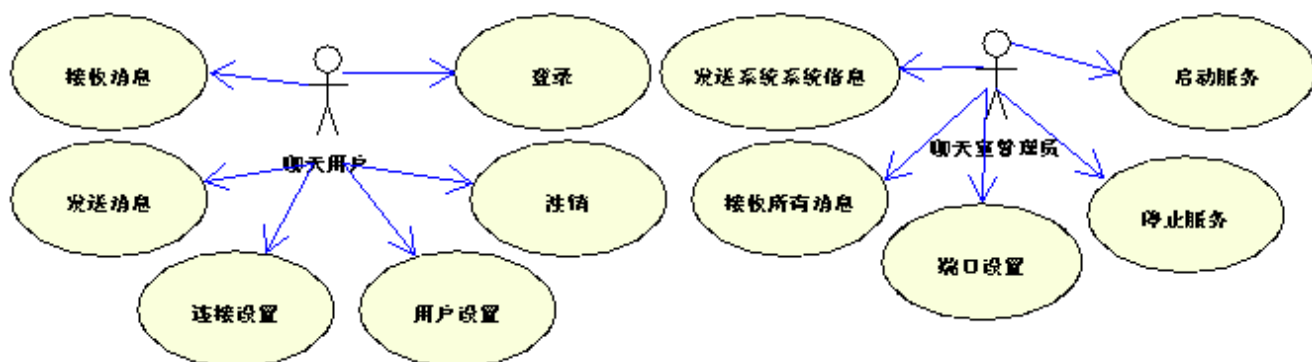 接收消息
登录
聊天用户
发送消息
注销
连接设置
用户设置
发送系统系统信息
启动服务
聊天室管理员
接收所有消息
停止服务
端口设置